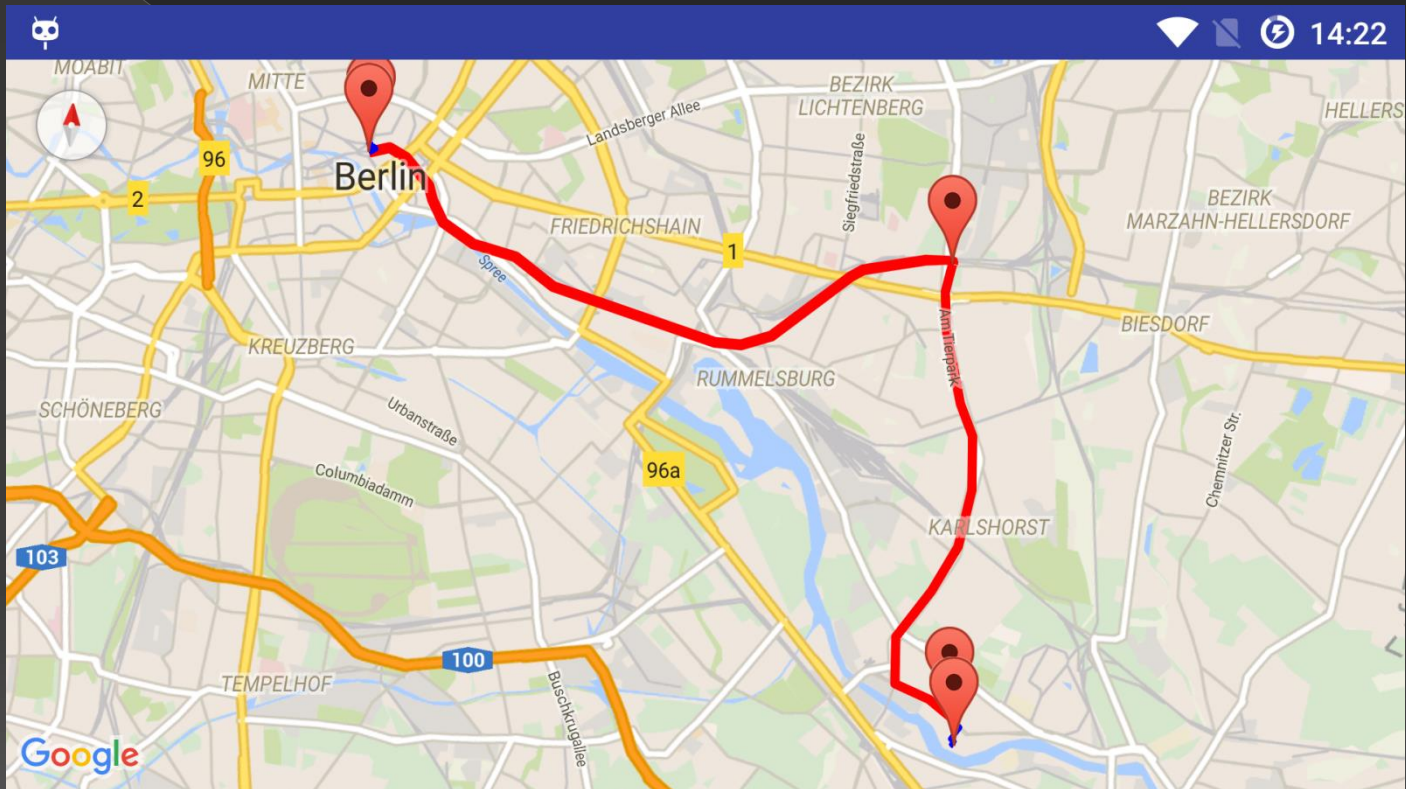 14:22
MOABIT
MITTE
BEZIRK
LICHTENBERG
HELLERS
Landsberger Allee
Siegfriedstraße
96
Berlin
2
BEZIRK
MARZAHN-HELLERSDORF
FRIEDRICHSHAIN
1
Spree
BIESDORF
KREUZBERG
Am Tierpark
RUMMELSBURG
SCHÖNEBERG
Urbanstraße
Chemnitzer Str.
96a
Columbiadamm
KARLSHORST
103
100
TEMPELHOF
Buschkrugallee
Google